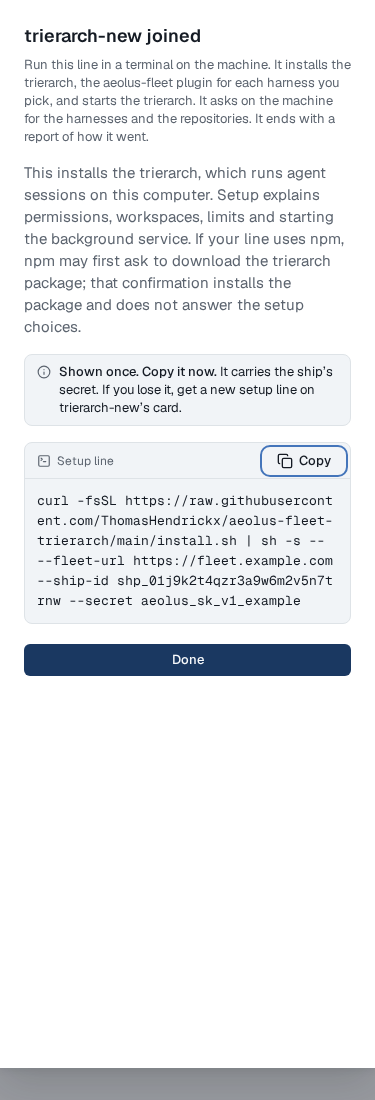 trierarch-new joined
Run this line in a terminal on the machine. It installs the
trierarch, the aeolus-fleet plugin for each harness you
pick, and starts the trierarch. It asks on the machine
for the harnesses and the repositories. It ends with a
report of how it went.
This installs the trierarch, which runs agent
sessions on this computer. Setup explains
permissions, workspaces, limits and starting
the background service. If your line uses npm,
npm may first ask to download the trierarch
package; that confirmation installs the
package and does not answer the setup
choices.
Shown once. Copy it now. It carries the ship's
secret. If you lose it, get a new setup line on
trierarch-new's card.
Setup line
Copy
curl -fsSL https://raw.githubusercont
ent.com/ThomasHendrickx/aeolus-fleet-
trierarch/main/install.sh | sh -s --
--fleet-url https://fleet.example.com
--ship-id shp_01j9k2t4qzr3a9w6m2v5n7t
rnw --secret aeolus_sk_v1_example
Done